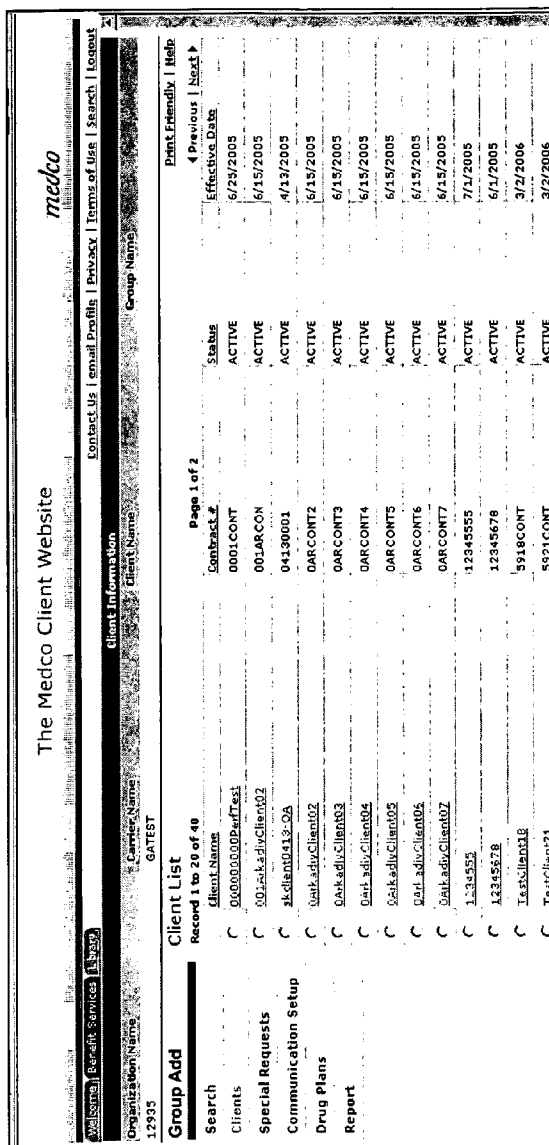 The Medco Client Website
medco
Welcome Benefit Services Library
Contact Us | email Profile | Privacy | Terms of Use | Search | Logout
Client Information
Organization Name Carrier Name Client Name Group Name
12935 GATEST
Group Add
Search
Clients
Special Requests
Communication Setup
Drug Plans
Report
Client List
Print Friendly | Help
Record 1 to 20 of 40 Page 1 of 2 Previous | Next
Client Name Contract # Status Effective Date
000000000PerfTest 0001CONT ACTIVE 6/25/2005
001ArkadiyClient02 001ARCON ACTIVE 6/15/2005
skclient0413-OA 04130001 ACTIVE 4/13/2005
0ArkadiyClient02 0ARCONT2 ACTIVE 6/15/2005
0ArkadiyClient03 0ARCONT3 ACTIVE 6/15/2005
0ArkadiyClient04 0ARCONT4 ACTIVE 6/15/2005
0ArkadiyClient05 0ARCONT5 ACTIVE 6/15/2005
0ArkadiyClient06 0ARCONT6 ACTIVE 6/15/2005
0ArkadiyClient07 0ARCONT7 ACTIVE 6/15/2005
1234555 12345555 ACTIVE 7/1/2005
12345678 12345678 ACTIVE 6/1/2005
TestClient18 5918CONT ACTIVE 3/2/2006
TestClient21 5921CONT ACTIVE 3/2/2006